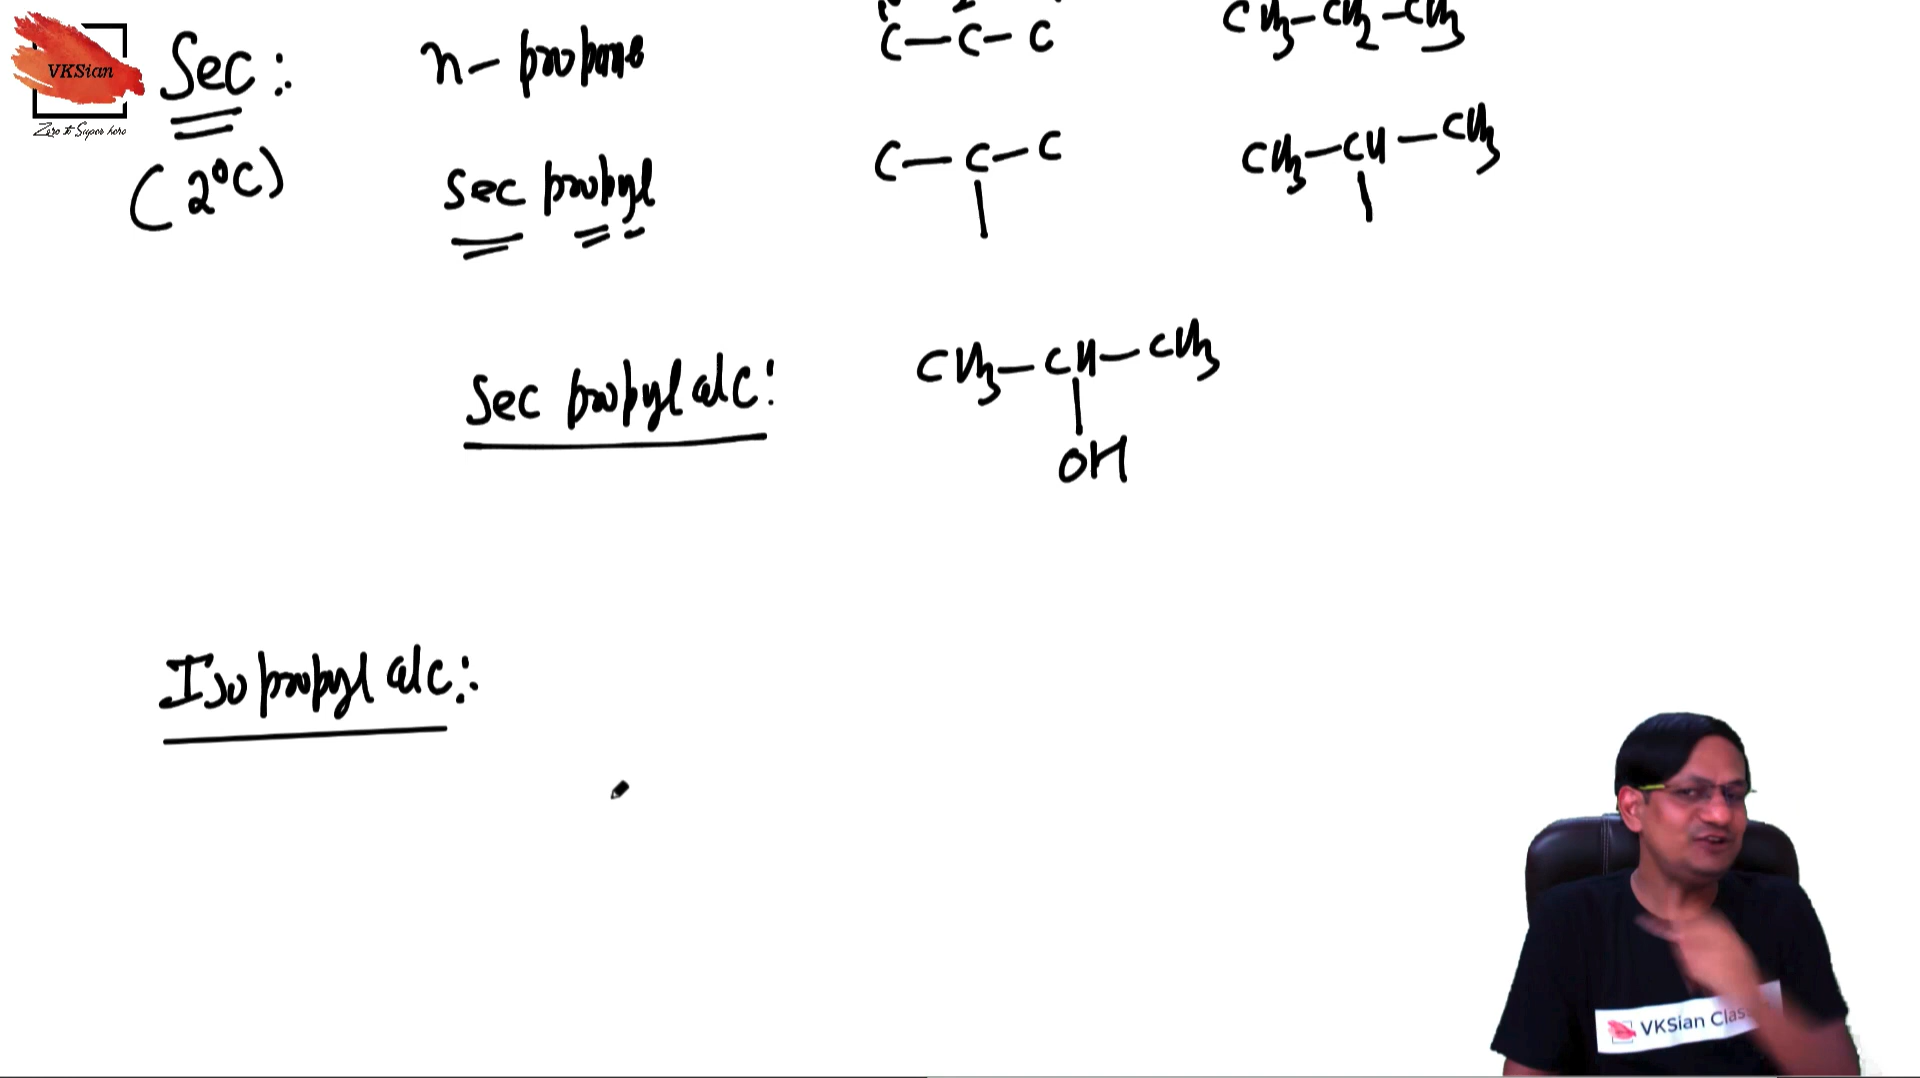 VKSian
Zero to Super hero
Sec:
n- propane
C-C-C
CH3-CH2-CH3
(2°C)
Sec propyl
C-C-C
CH3-CH-CH3
Sec propyl alc:
CH3-CH-CH3
OH
Isopropyl alc:
VKSian Clas